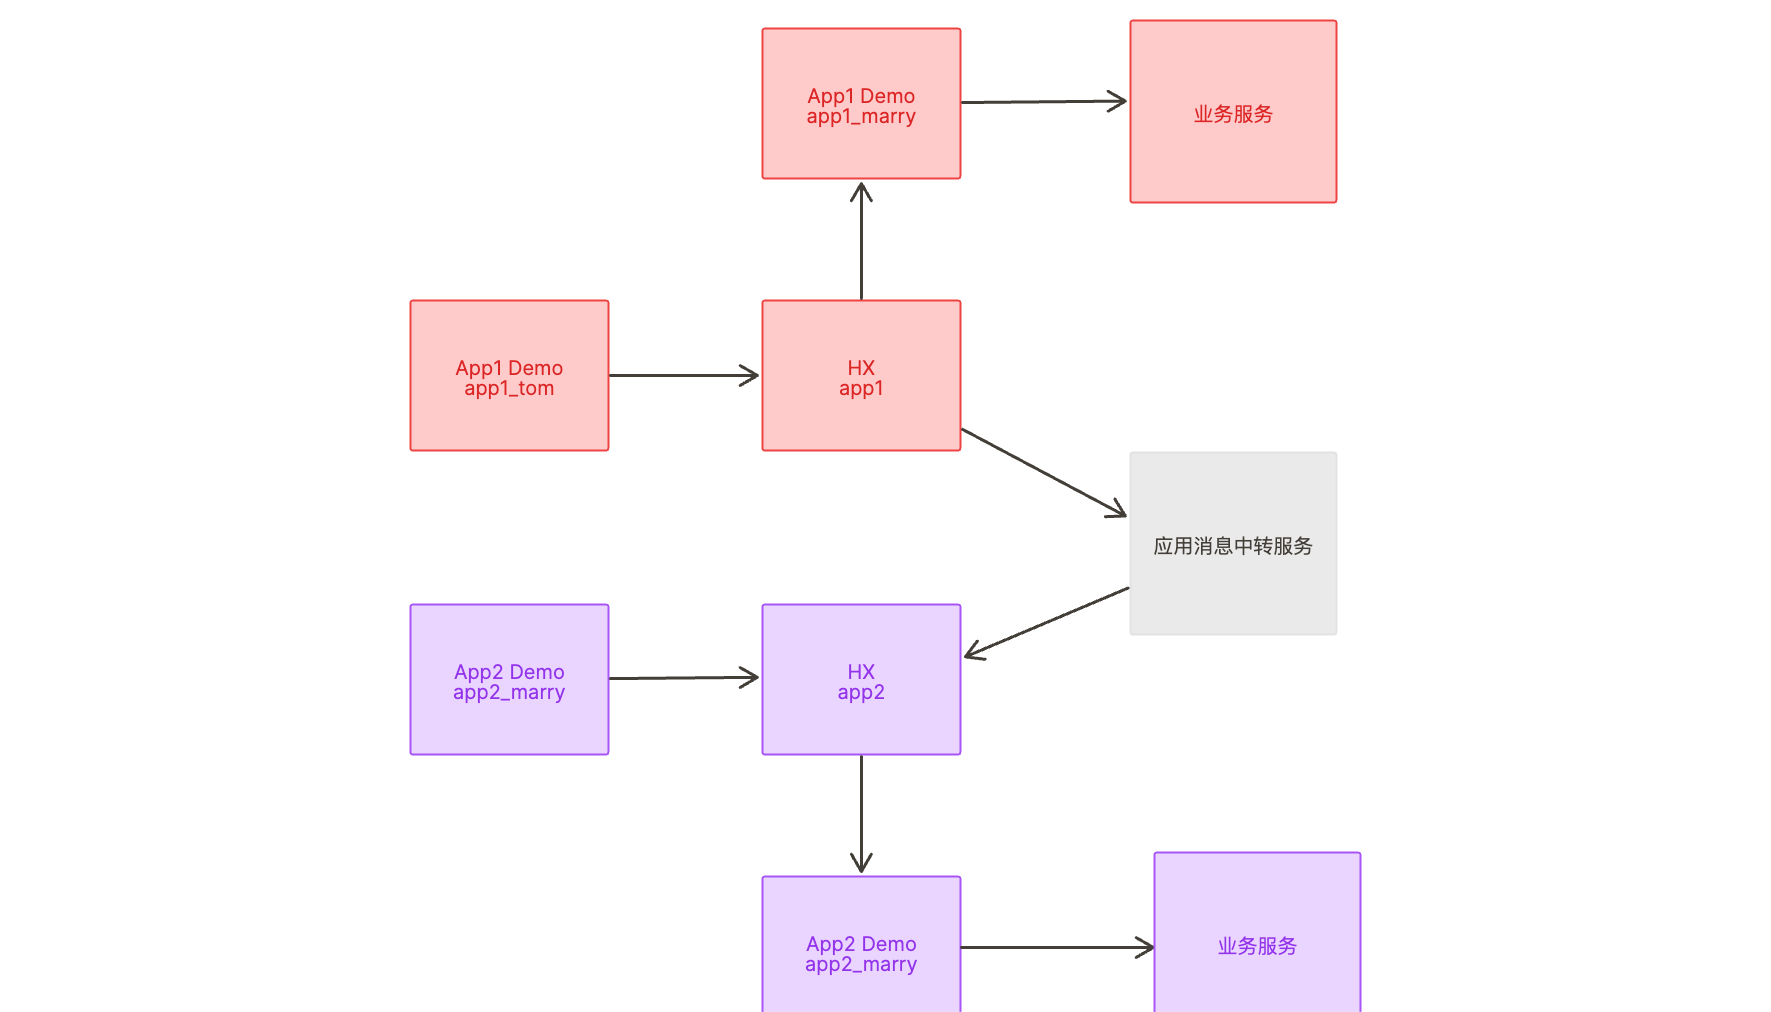 App1 Demo
app1_marry
业务服务
App1 Demo
app1_tom
HX
app1
应用消息中转服务
App2 Demo
app2_marry
HX
app2
App2 Demo
app2_marry
业务服务